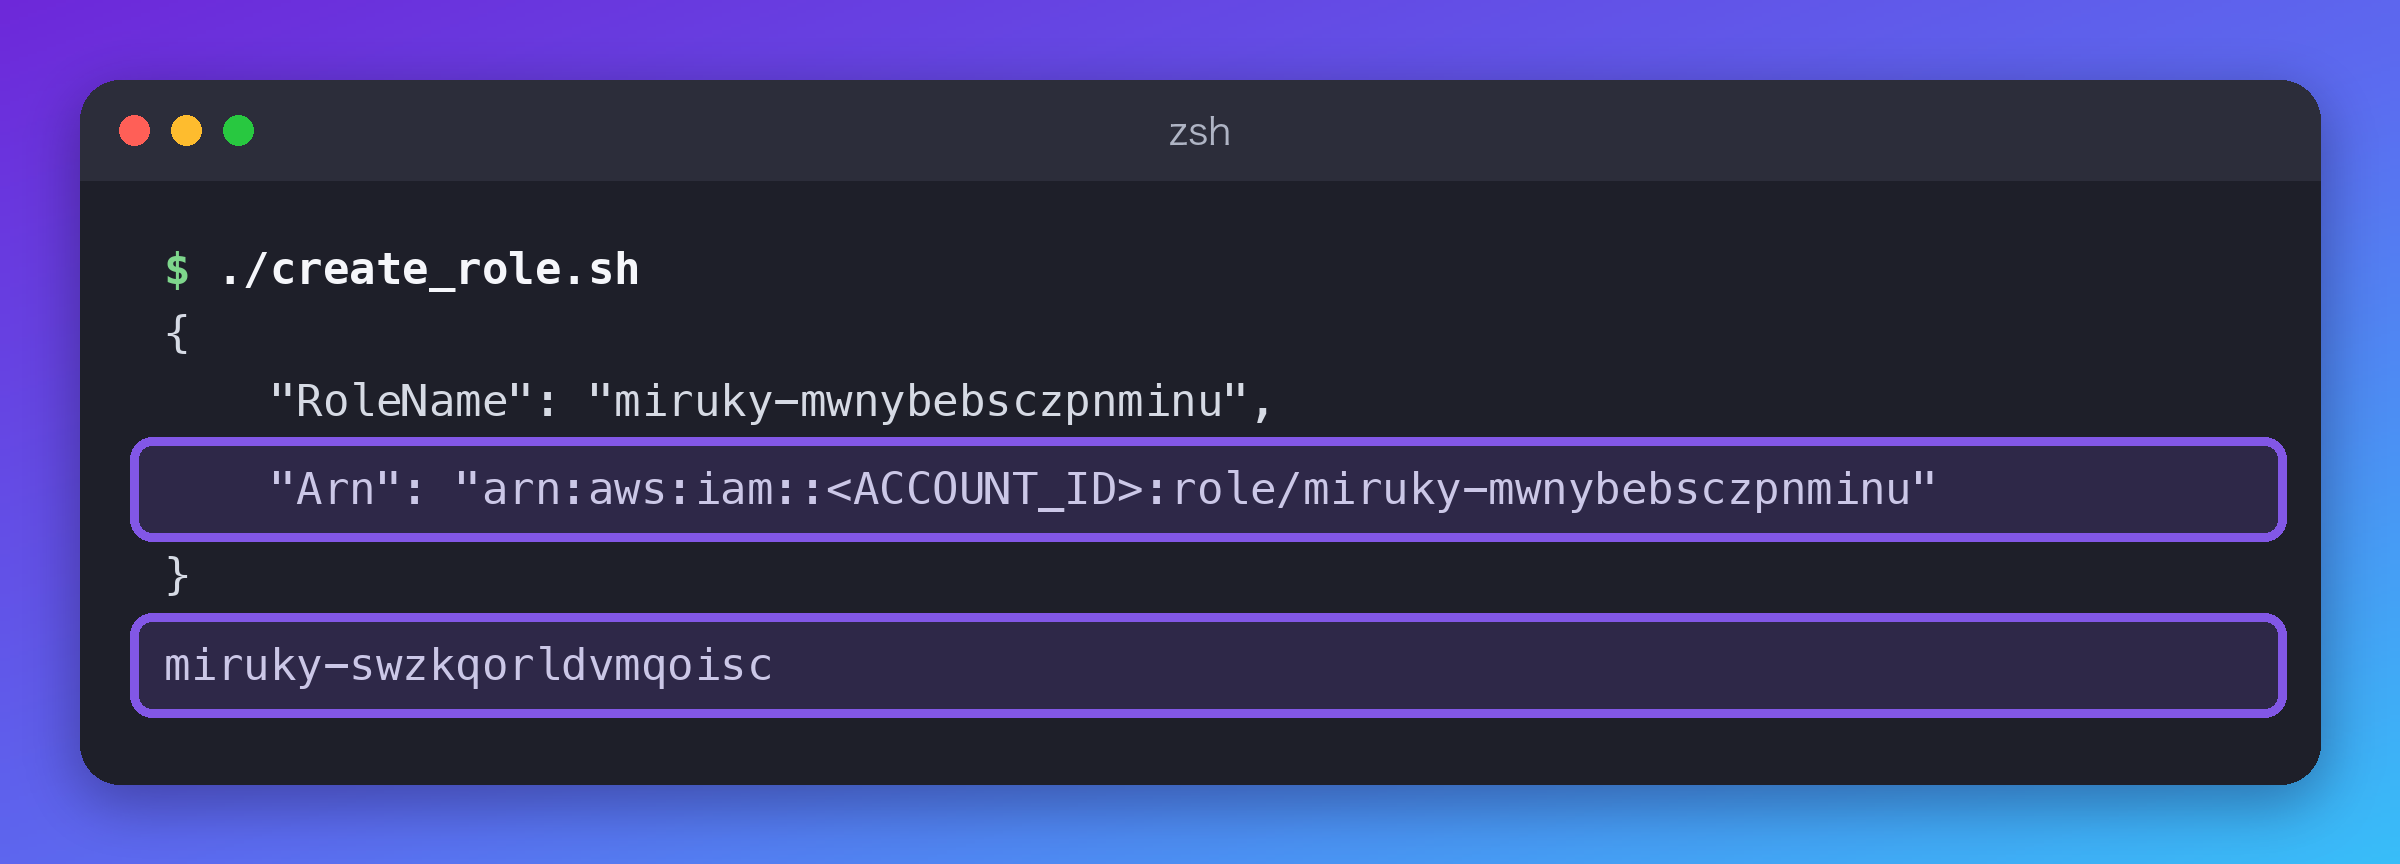 zsh
$ ./create_role.sh
{
    "RoleName": "miruky-mwnybebsczpnminu",
    "Arn": "arn:aws:iam::<ACCOUNT_ID>:role/miruky-mwnybebsczpnminu"
}
miruky-swzkqorldvmqoisc